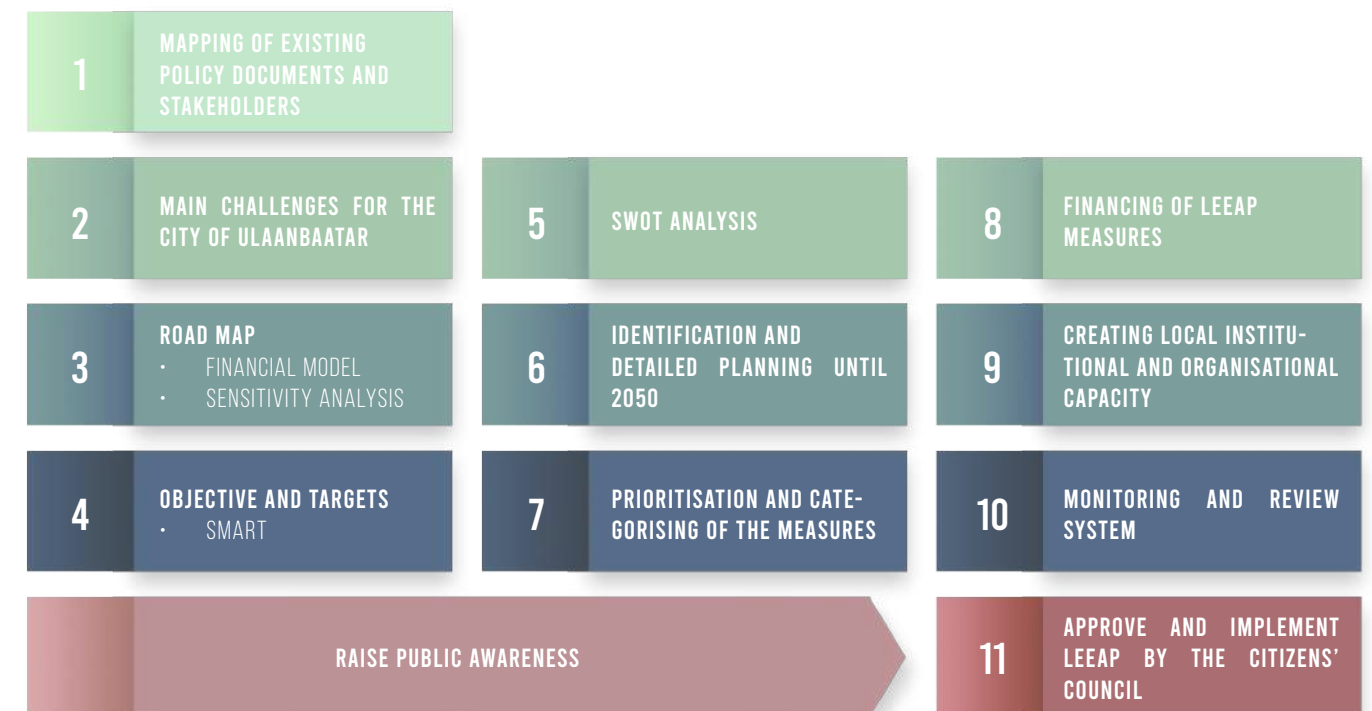 1
MAPPING OF EXISTING
POLICY DOCUMENTS AND
STAKEHOLDERS
2
MAIN CHALLENGES FOR THE
CITY OF ULAANBAATAR
3
ROAD MAP
• FINANCIAL MODEL
• SENSITIVITY ANALYSIS
4
OBJECTIVE AND TARGETS
• SMART
5
SWOT ANALYSIS
6
IDENTIFICATION AND
DETAILED PLANNING UNTIL
2050
7
PRIORITISATION AND CATE-
GORISING OF THE MEASURES
8
FINANCING OF LEEAP
MEASURES
9
CREATING LOCAL INSTITU-
TIONAL AND ORGANISATIONAL
CAPACITY
10
MONITORING AND REVIEW
SYSTEM
RAISE PUBLIC AWARENESS
11
APPROVE AND IMPLEMENT
LEEAP BY THE CITIZENS’
COUNCIL